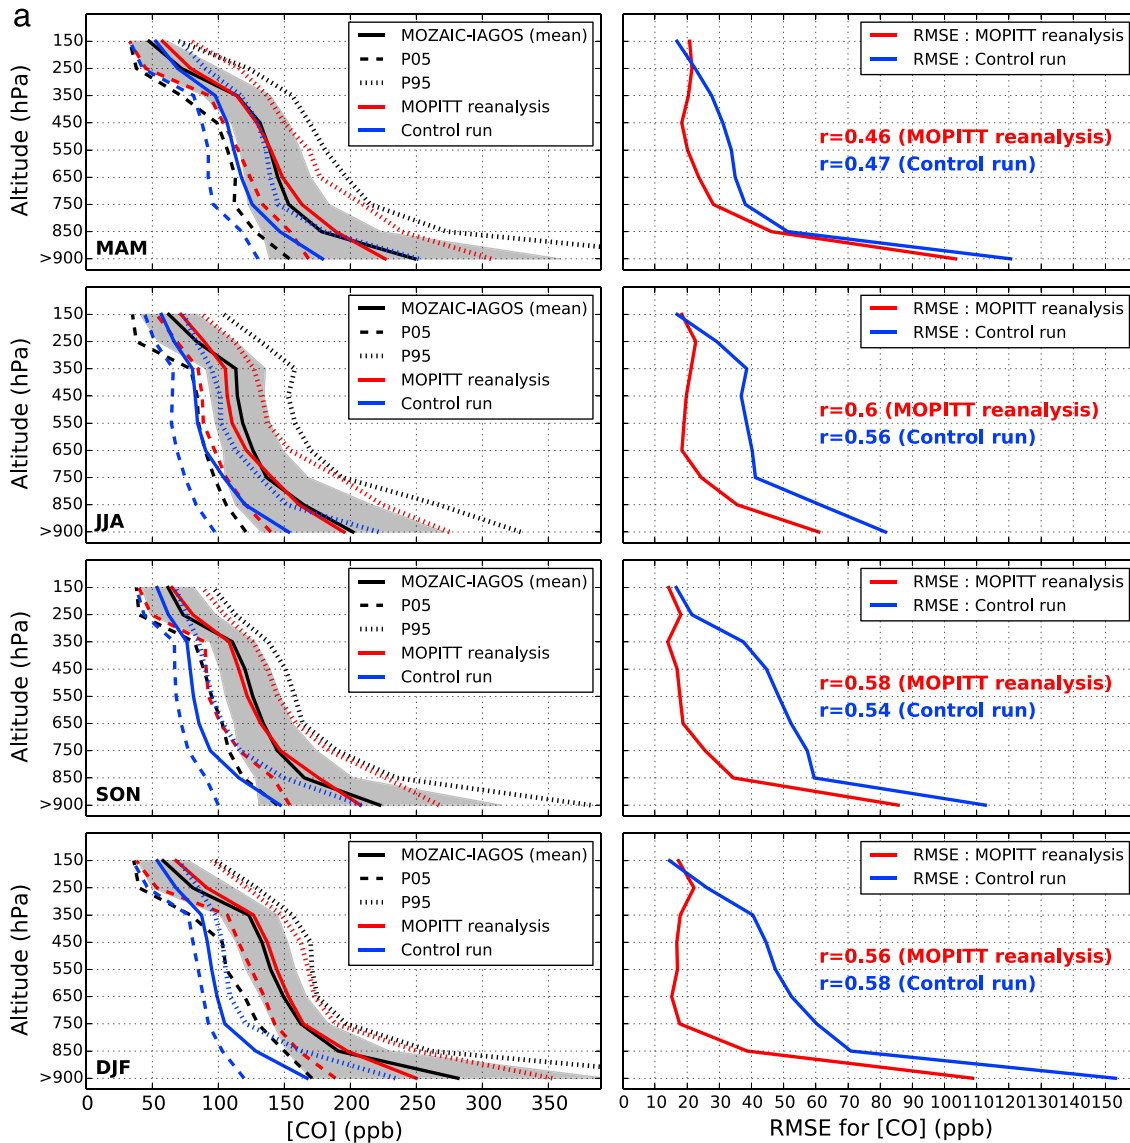 a
Altitude (hPa)
150
250
350
450
550
650
750
850
>900
MAM
MOZAIC-IAGOS (mean)
P05
P95
MOPITT reanalysis
Control run
RMSE : MOPITT reanalysis
RMSE : Control run
r=0.46 (MOPITT reanalysis)
r=0.47 (Control run)
Altitude (hPa)
150
250
350
450
550
650
750
850
>900
JJA
MOZAIC-IAGOS (mean)
P05
P95
MOPITT reanalysis
Control run
RMSE : MOPITT reanalysis
RMSE : Control run
r=0.6 (MOPITT reanalysis)
r=0.56 (Control run)
Altitude (hPa)
150
250
350
450
550
650
750
850
>900
SON
MOZAIC-IAGOS (mean)
P05
P95
MOPITT reanalysis
Control run
RMSE : MOPITT reanalysis
RMSE : Control run
r=0.58 (MOPITT reanalysis)
r=0.54 (Control run)
Altitude (hPa)
150
250
350
450
550
650
750
850
>900
DJF
MOZAIC-IAGOS (mean)
P05
P95
MOPITT reanalysis
Control run
RMSE : MOPITT reanalysis
RMSE : Control run
r=0.56 (MOPITT reanalysis)
r=0.58 (Control run)
0 50 100 150 200 250 300 350
[CO] (ppb)
0 10 20 30 40 50 60 70 80 90 100 110 120 130 140 150
RMSE for [CO] (ppb)